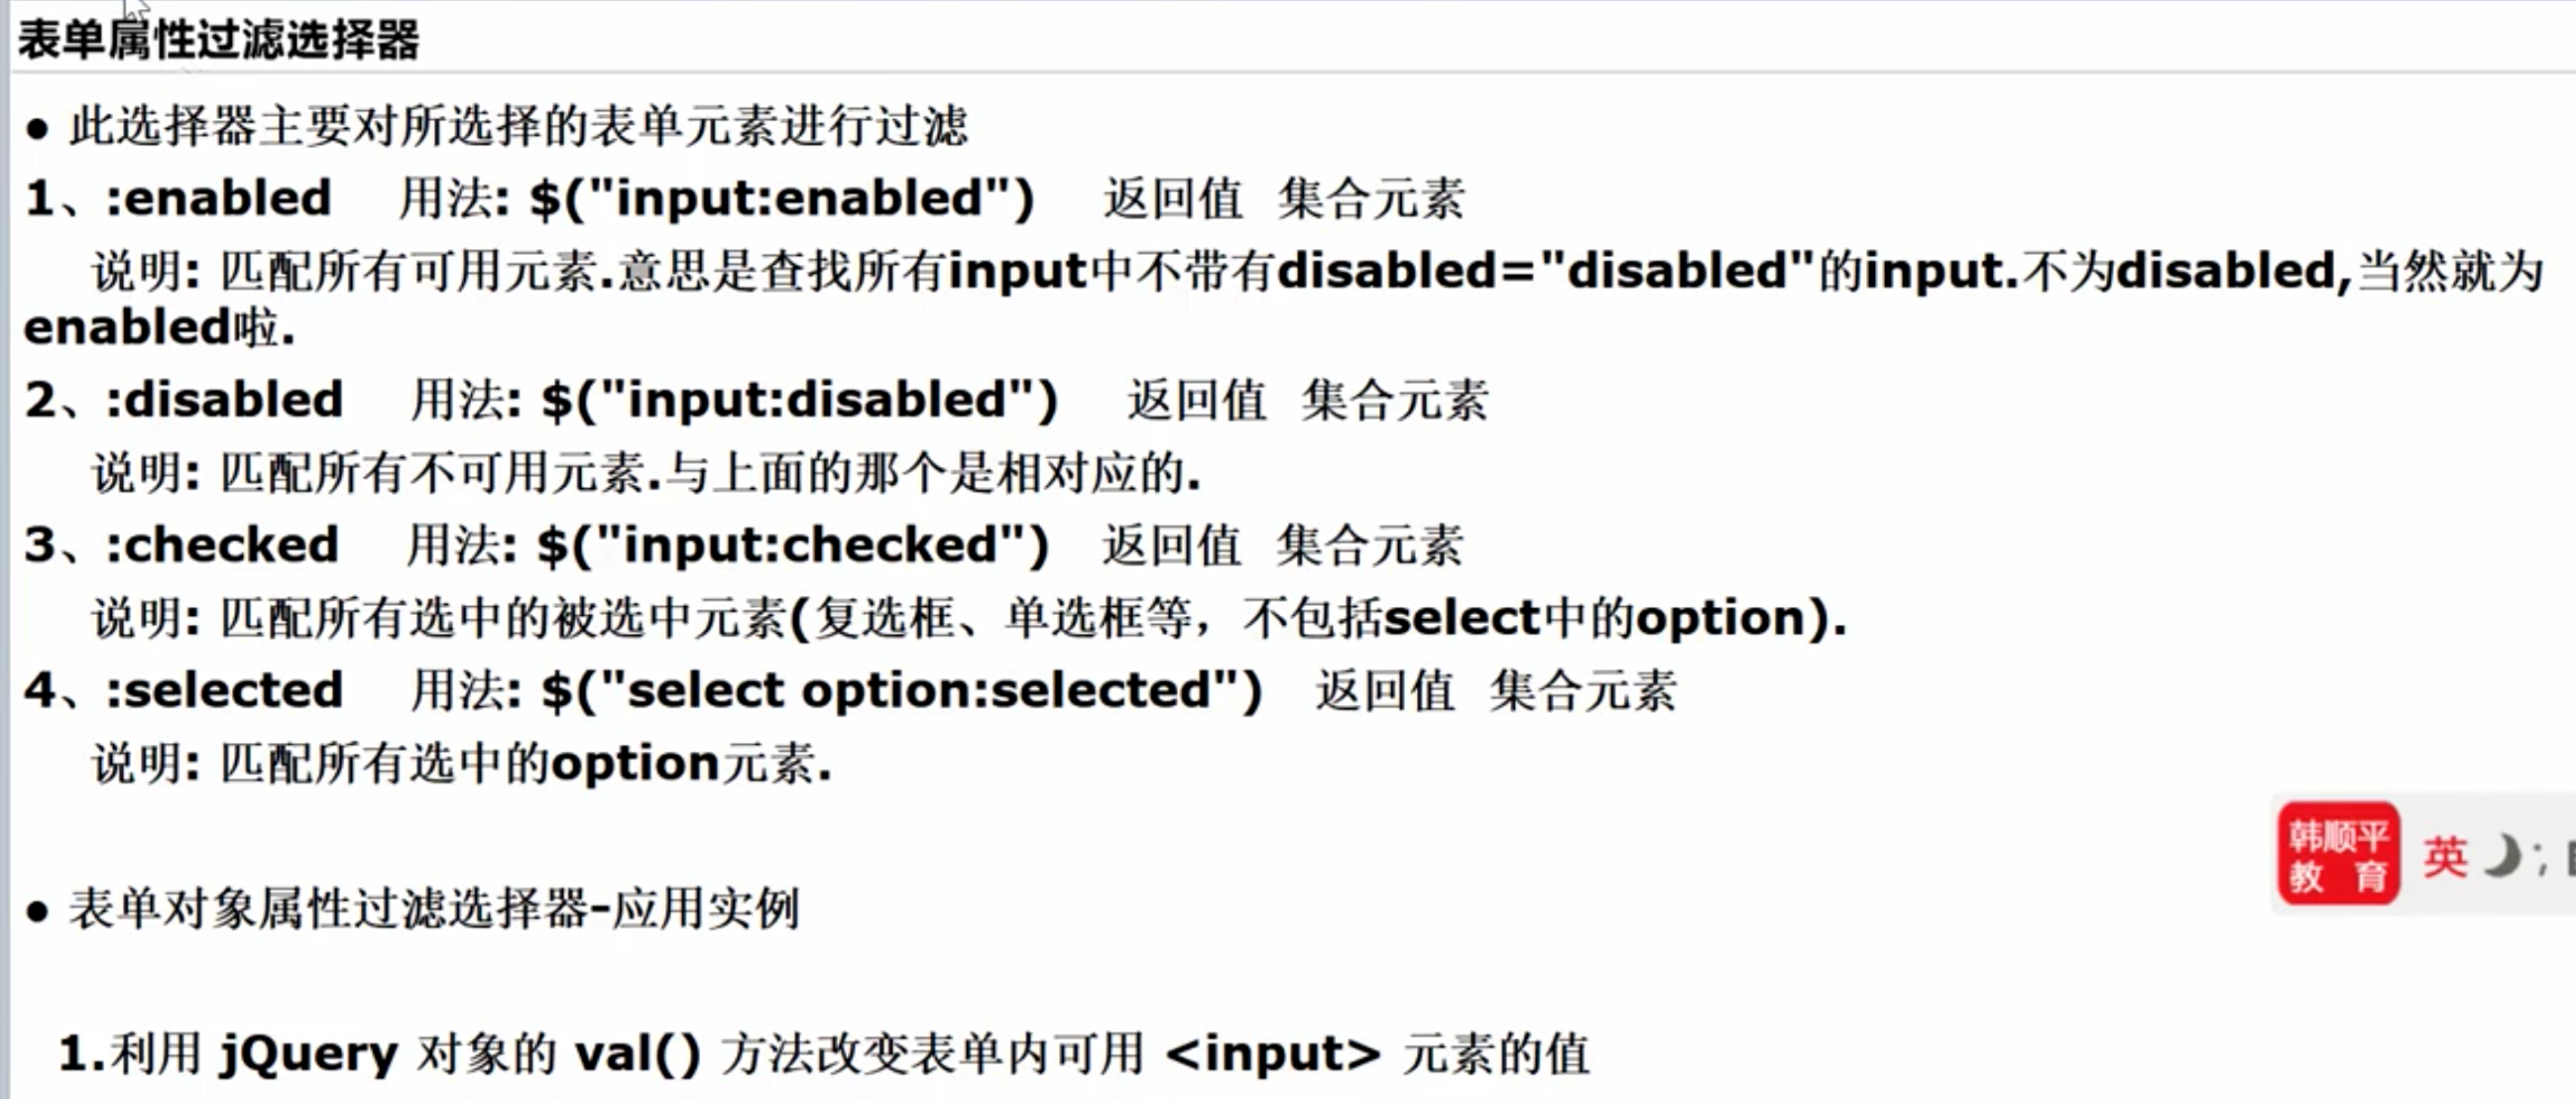 表单属性过滤选择器
● 此选择器主要对所选择的表单元素进行过滤
1、:enabled 用法: $("input:enabled") 返回值 集合元素
说明: 匹配所有可用元素.意思是查找所有input中不带有disabled="disabled"的input.不为disabled,当然就为
enabled啦.
2、:disabled 用法: $("input:disabled") 返回值 集合元素
说明: 匹配所有不可用元素.与上面的那个是相对应的.
3、:checked 用法: $("input:checked") 返回值 集合元素
说明: 匹配所有选中的被选中元素(复选框、单选框等，不包括select中的option).
4、:selected 用法: $("select option:selected") 返回值 集合元素
说明: 匹配所有选中的option元素.
韩顺平
教 育
英
● 表单对象属性过滤选择器-应用实例
1.利用 jQuery 对象的 val() 方法改变表单内可用 <input> 元素的值